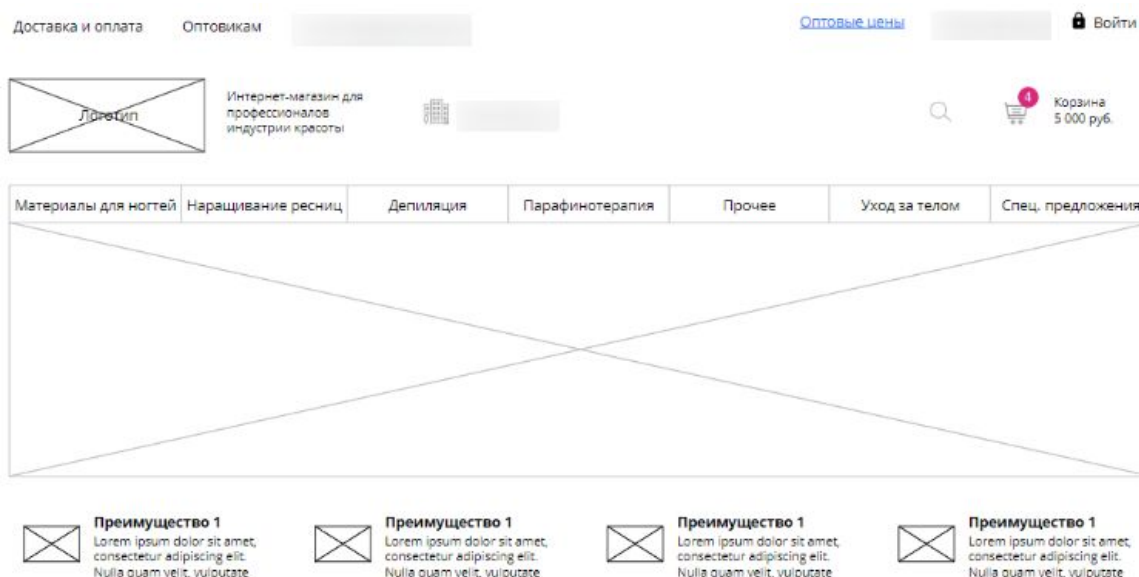 Доставка и оплата
Оптовикам
Оптовые цены
Войти
Логотип
Интернет-магазин для
профессионалов
индустрии красоты
4
Корзина
5 000 руб.
Материалы для ногтей
Наращивание ресниц
Депиляция
Парафинотерапия
Прочее
Уход за телом
Спец. предложения
Преимущество 1
Lorem ipsum dolor sit amet,
consectetur adipiscing elit.
Nulla quam velit, vulputate
Преимущество 1
Lorem ipsum dolor sit amet,
consectetur adipiscing elit.
Nulla quam velit, vulputate
Преимущество 1
Lorem ipsum dolor sit amet,
consectetur adipiscing elit.
Nulla quam velit, vulputate
Преимущество 1
Lorem ipsum dolor sit amet,
consectetur adipiscing elit.
Nulla quam velit, vulputate